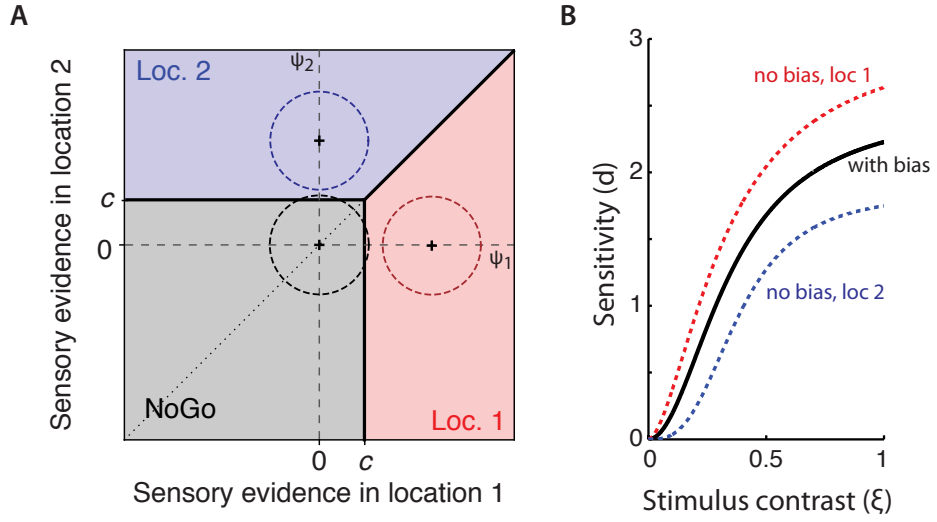 A
B
Sensory evidence in location 2
Loc. 2
ψ2
c
0
ψ1
NoGo
Loc. 1
0
c
Sensory evidence in location 1
Sensitivity (d)
3
2
1
0
no bias, loc 1
with bias
no bias, loc 2
0
0.5
1
Stimulus contrast (ξ)